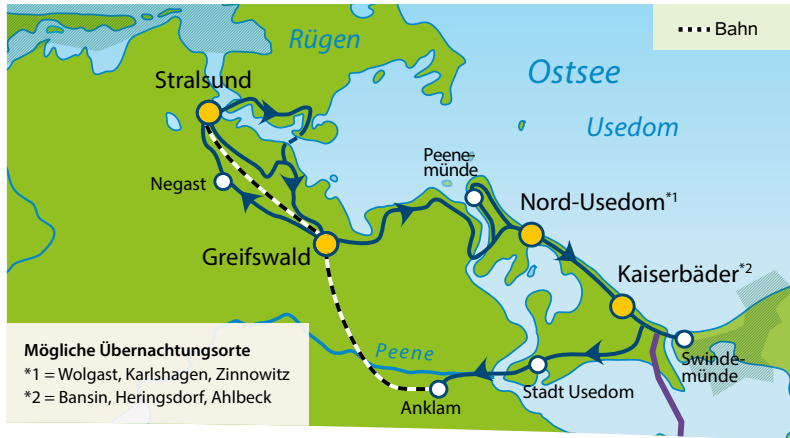 Rügen
Bahn
Ostsee
Stralsund
Usedom
Peene-
münde
Negast
Nord-Usedom*1
Greifswald
Kaiserbäder*2
Mögliche Übernachtungsorte
*1 = Wolgast, Karlshagen, Zinnowitz
*2 = Bansin, Heringsdorf, Ahlbeck
Peene
Swinde-
münde
Stadt Usedom
Anklam